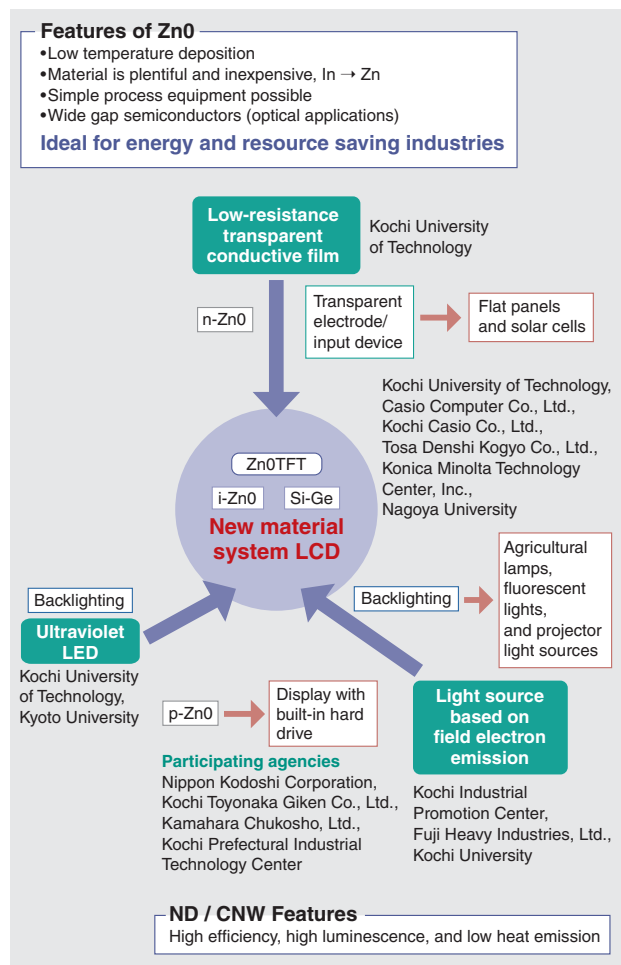 Features of Zn0
•Low temperature deposition
•Material is plentiful and inexpensive, In → Zn
•Simple process equipment possible
•Wide gap semiconductors (optical applications)
Ideal for energy and resource saving industries
Low-resistance
transparent
conductive film
Kochi University
of Technology
n-Zn0
Transparent
electrode/
input device
Flat panels
and solar cells
Kochi University of Technology,
Casio Computer Co., Ltd.,
Kochi Casio Co., Ltd.,
Tosa Denshi Kogyo Co., Ltd.,
Konica Minolta Technology
Center, Inc.,
Nagoya University
Zn0TFT
i-Zn0
Si-Ge
New material
system LCD
Agricultural
lamps,
fluorescent
lights,
and projector
light sources
Backlighting
Backlighting
Ultraviolet
LED
Kochi University
of Technology,
Kyoto University
p-Zn0
Display with
built-in hard
drive
Light source
based on
field electron
emission
Participating agencies
Nippon Kodoshi Corporation,
Kochi Toyonaka Giken Co., Ltd.,
Kamahara Chukosho, Ltd.,
Kochi Prefectural Industrial
Technology Center
Kochi Industrial
Promotion Center,
Fuji Heavy Industries, Ltd.,
Kochi University
ND / CNW Features
High efficiency, high luminescence, and low heat emission